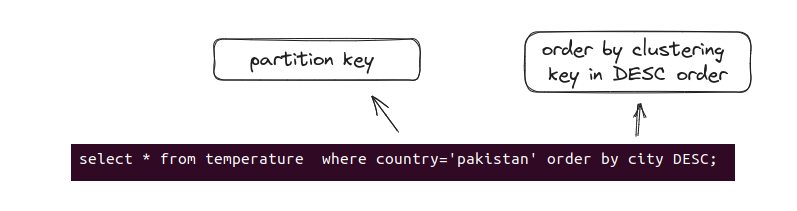 partition key
order by clustering
key in DESC order
select * from temperature  where country='pakistan' order by city DESC;